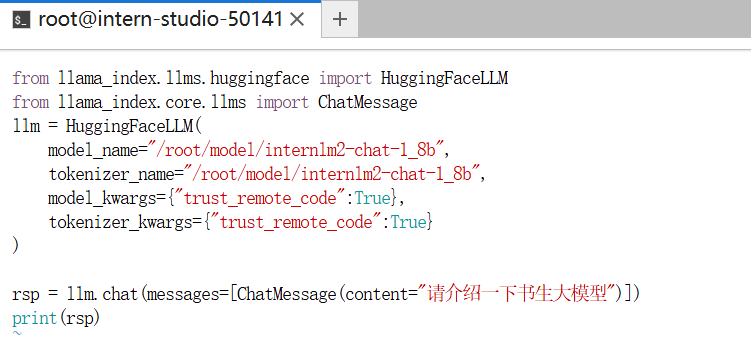 root@intern-studio-50141
from llama_index.llms.huggingface import HuggingFaceLLM
from llama_index.core.llms import ChatMessage
llm = HuggingFaceLLM(
    model_name="/root/model/internlm2-chat-1_8b",
    tokenizer_name="/root/model/internlm2-chat-1_8b",
    model_kwargs={"trust_remote_code":True},
    tokenizer_kwargs={"trust_remote_code":True}
)
rsp = llm.chat(messages=[ChatMessage(content="请介绍一下书生大模型")])
print(rsp)
~